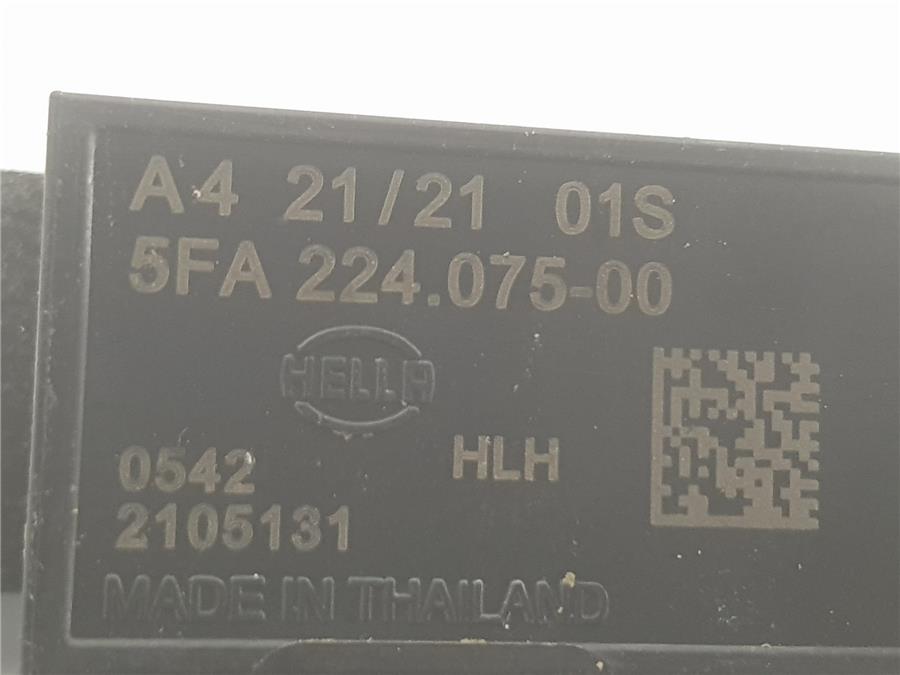 A4 21/21 01S
5FA 224.075-00
HELLA
0542 HLH
2105131
MADE IN THAILAND